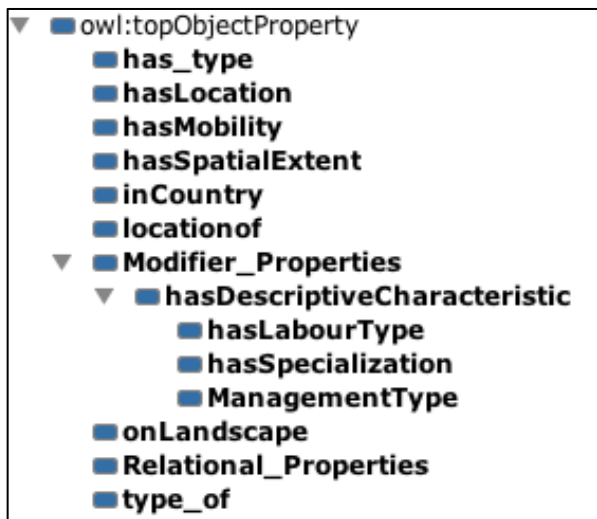 owl:topObjectProperty
has_type
hasLocation
hasMobility
hasSpatialExtent
inCountry
locationof
Modifier_Properties
hasDescriptiveCharacteristic
hasLabourType
hasSpecialization
ManagementType
onLandscape
Relational_Properties
type_of